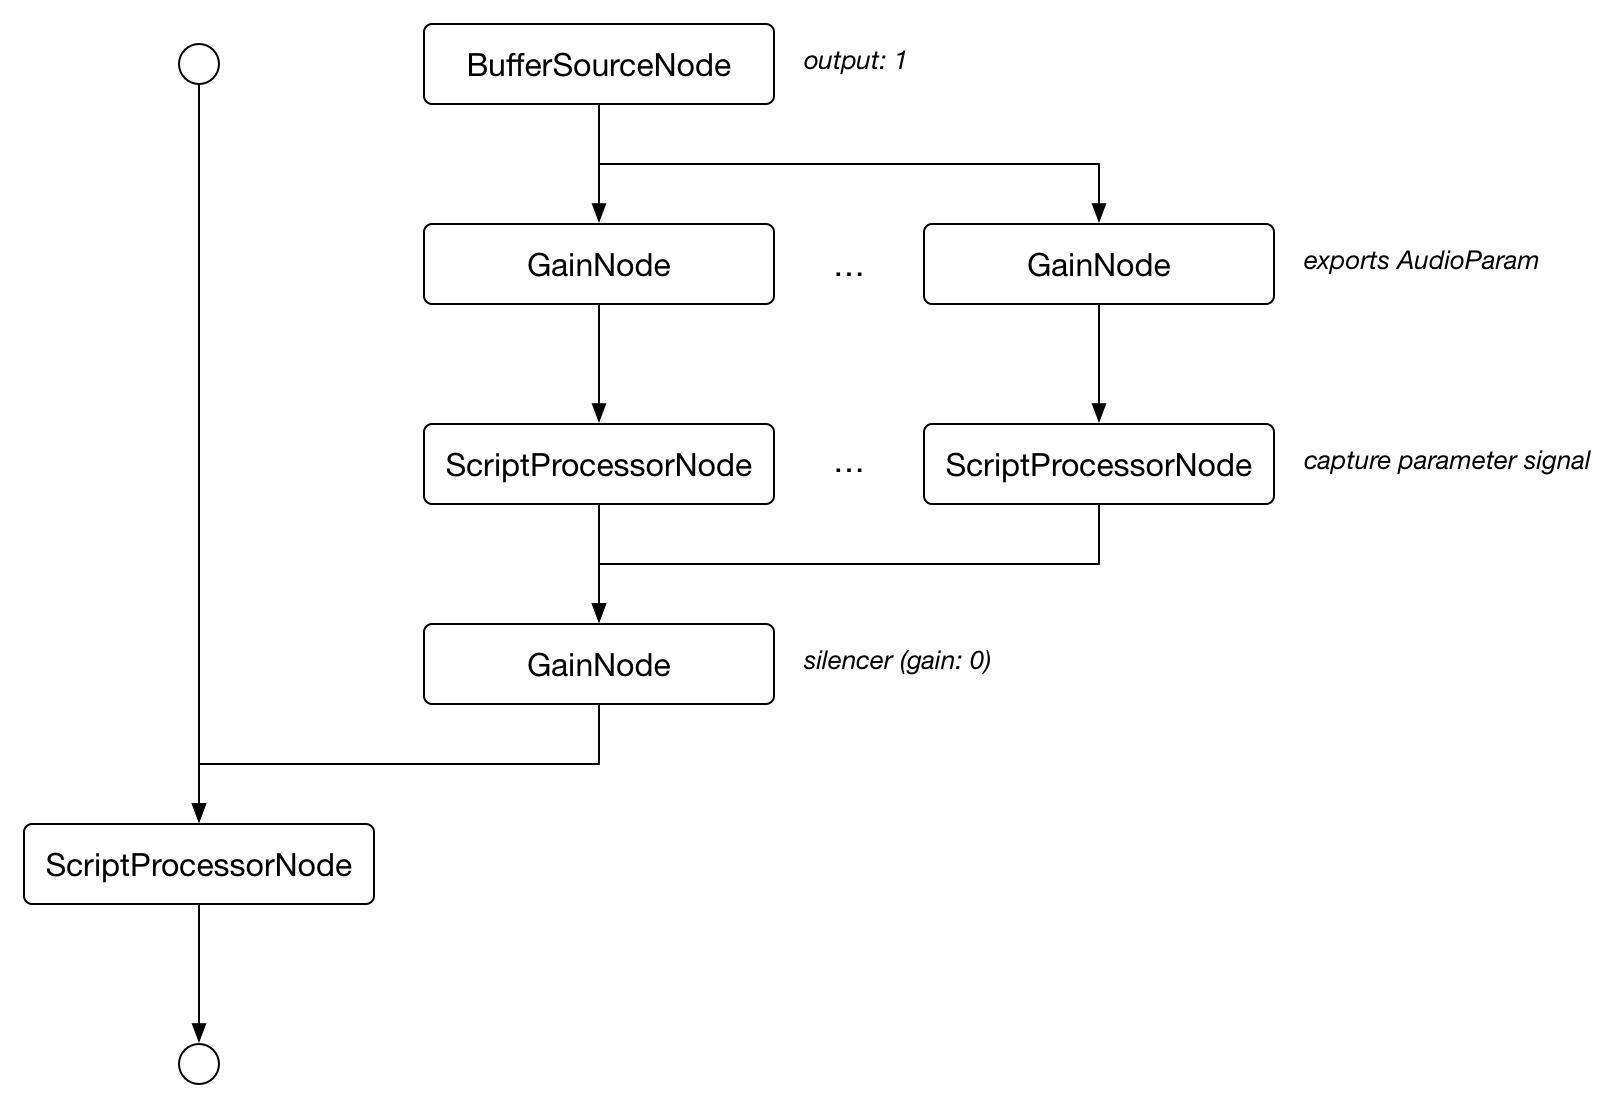 BufferSourceNode
output: 1
GainNode
...
GainNode
exports AudioParam
ScriptProcessorNode
...
ScriptProcessorNode
capture parameter signal
GainNode
silencer (gain: 0)
ScriptProcessorNode